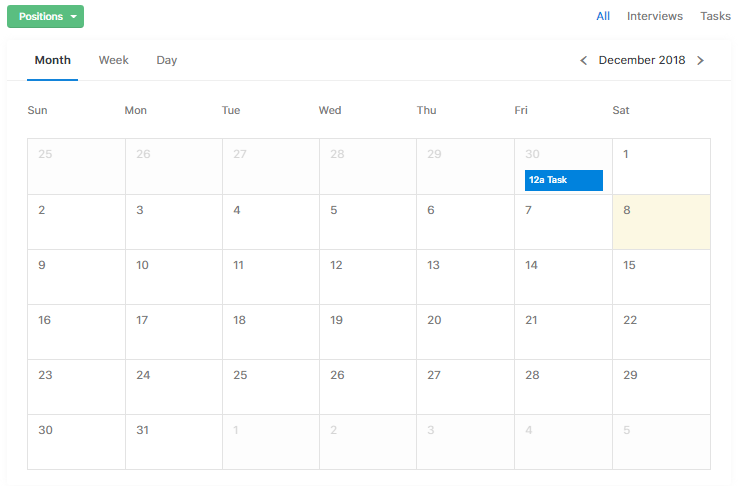 Positions All Interviews Tasks
Month Week Day December 2018
Sun Mon Tue Wed Thu Fri Sat
25 26 27 28 29 30 1
12a Task
2 3 4 5 6 7 8
9 10 11 12 13 14 15
16 17 18 19 20 21 22
23 24 25 26 27 28 29
30 31 1 2 3 4 5